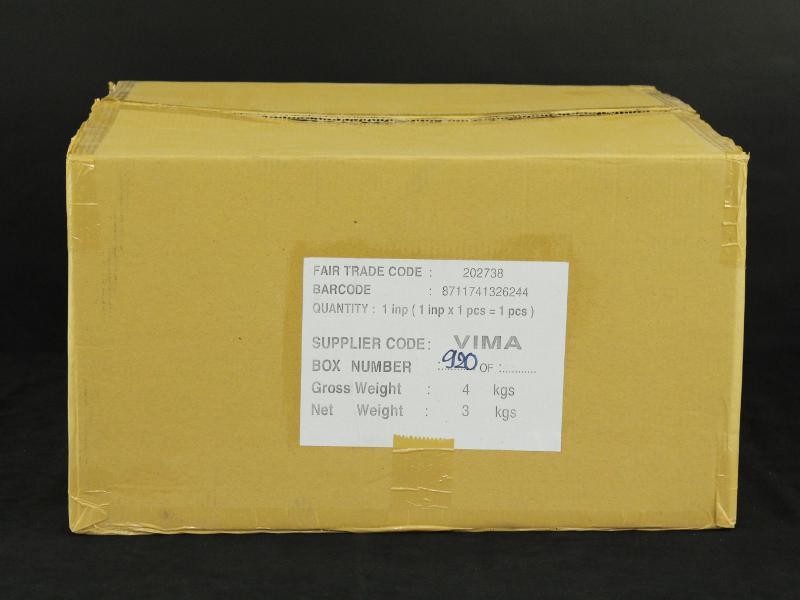 FAIR TRADE CODE : 202738
BARCODE : 8711741326244
QUANTITY : 1 inp ( 1 inp x 1 pcs = 1 pcs )
SUPPLIER CODE: VIMA
BOX NUMBER :.920 OF :............
Gross Weight : 4 kgs
Net Weight : 3 kgs